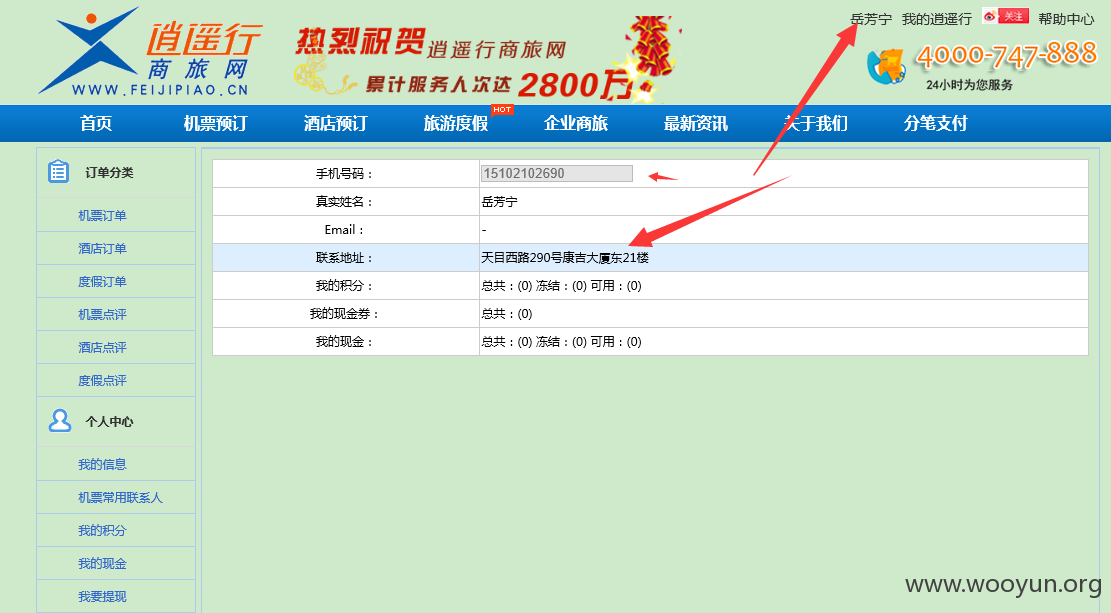 岳芳宁 我的逍遥行 关注 帮助中心
逍遥行
商旅网
WWW.FEIJIPIAO.CN
热烈祝贺逍遥行商旅网
累计服务人次达2800万
4000-747-888
24小时为您服务
HOT
首页 机票预订 酒店预订 旅游度假 企业商旅 最新资讯 关于我们 分笔支付
订单分类
机票订单
酒店订单
度假订单
机票点评
酒店点评
度假点评
个人中心
我的信息
机票常用联系人
我的积分
我的现金
我要提现
手机号码： 15102102690
真实姓名： 岳芳宁
Email： -
联系地址： 天目西路290号康吉大厦东21楼
我的积分： 总共：(0) 冻结：(0) 可用：(0)
我的现金券： 总共：(0)
我的现金： 总共：(0) 冻结：(0) 可用：(0)
www.wooyun.org